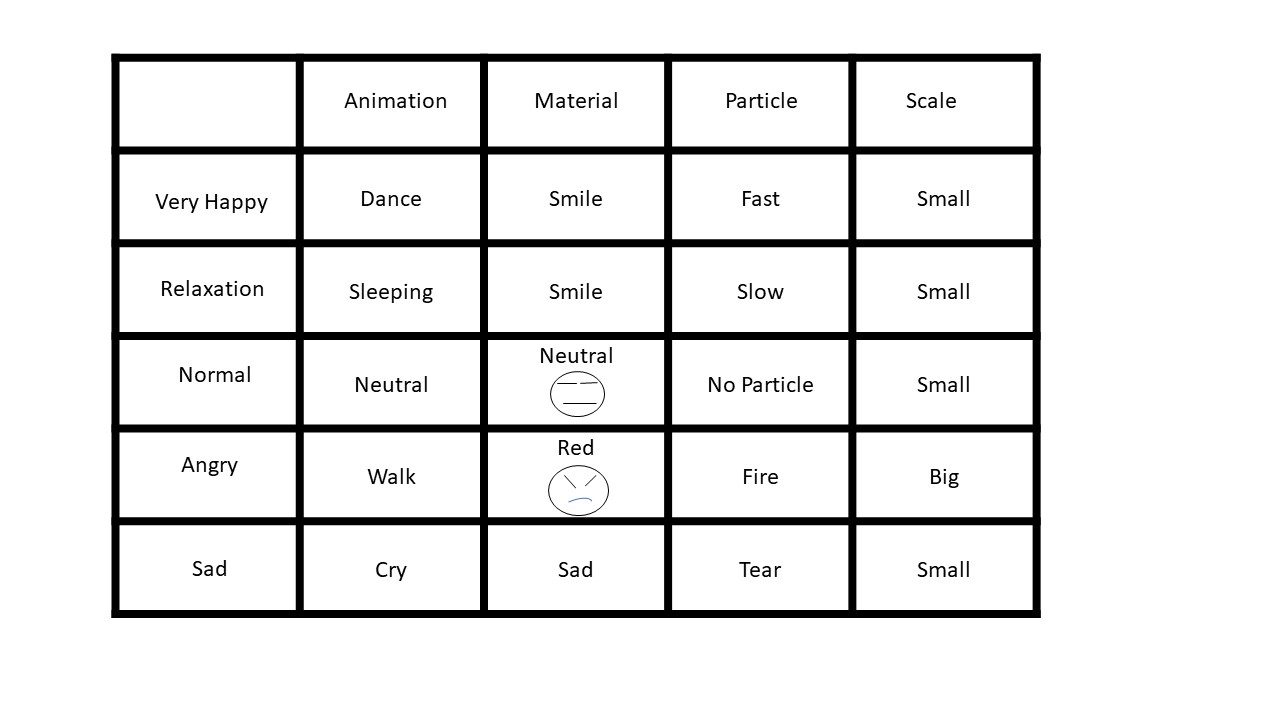 Animation Material Particle Scale
Very Happy Dance Smile Fast Small
Relaxation Sleeping Smile Slow Small
Normal Neutral Neutral No Particle Small
Angry Walk Red Fire Big
Sad Cry Sad Tear Small